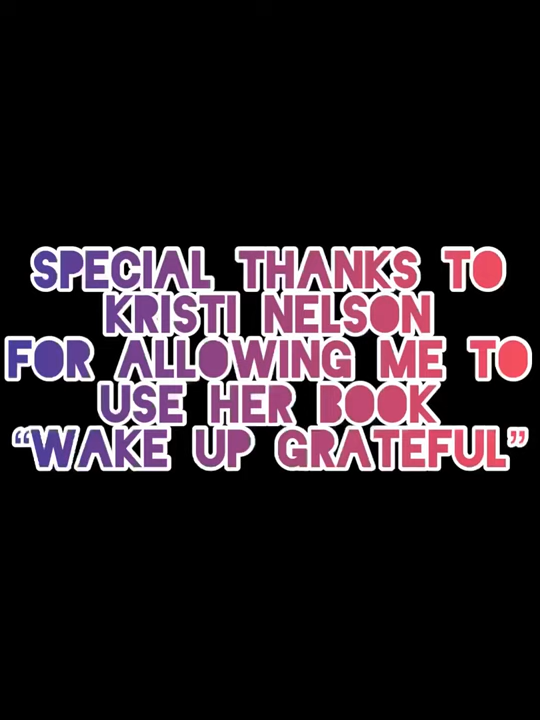 SPECIAL THANKS TO
KRISTI NELSON
FOR ALLOWING ME TO
USE HER BOOK
“WAKE UP GRATEFUL”